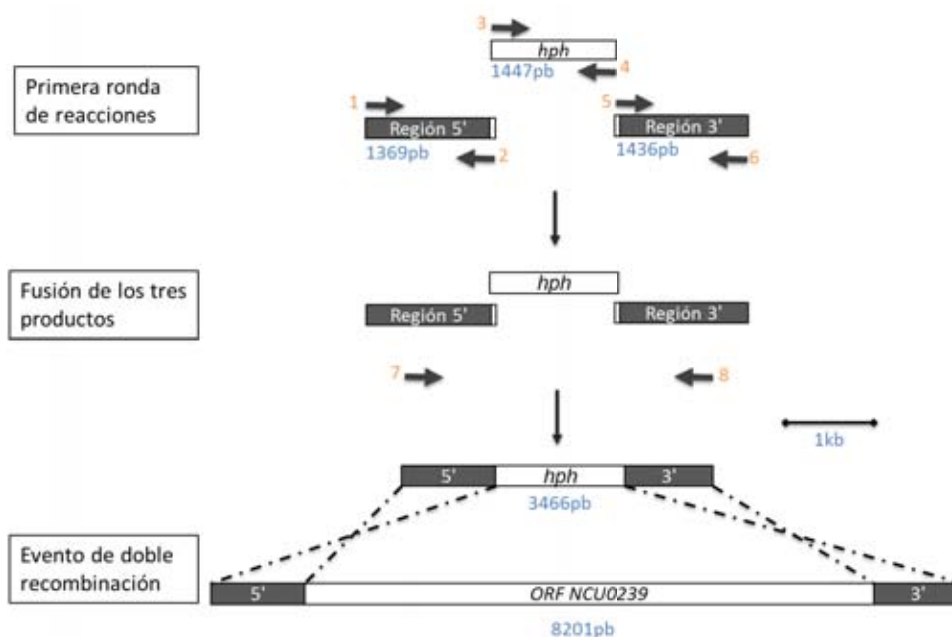 Primera ronda
de reacciones
3
hph
1447pb
4
1
Región 5'
1369pb
2
5
Región 3'
1436pb
6
Fusión de los tres
productos
hph
Región 5'
Región 3'
7
8
1kb
5'
hph
3'
3466pb
Evento de doble
recombinación
5'
ORF NCU0239
3'
8201pb